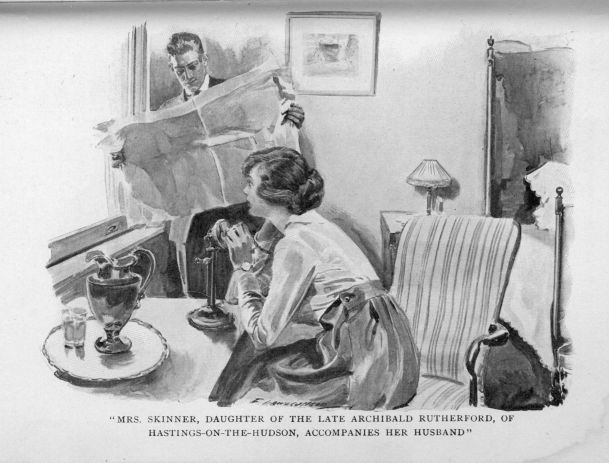 "MRS. SKINNER, DAUGHTER OF THE LATE ARCHIBALD RUTHERFORD, OF
HASTINGS-ON-THE-HUDSON, ACCOMPANIES HER HUSBAND"